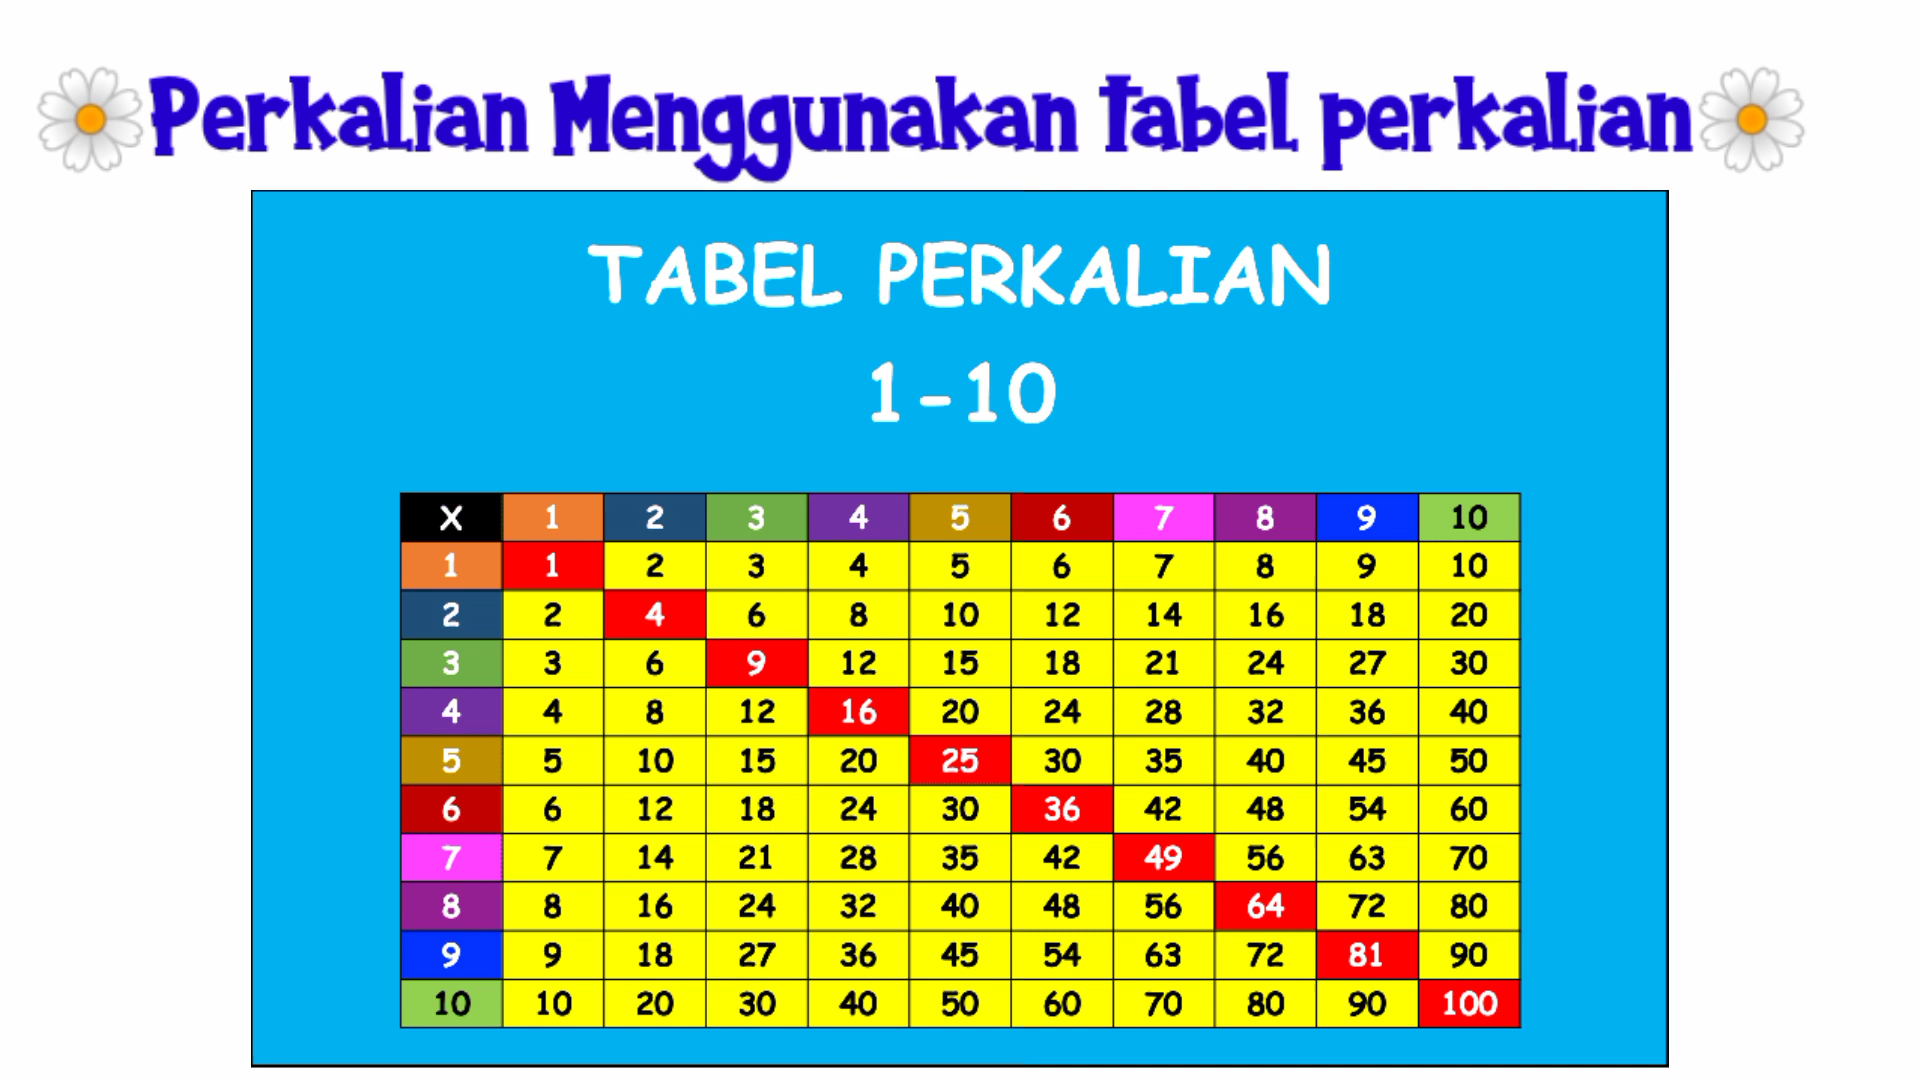 Perkalian Menggunakan Tabel perkalian
TABEL PERKALIAN
1-10
X 1 2 3 4 5 6 7 8 9 10
1 1 2 3 4 5 6 7 8 9 10
2 2 4 6 8 10 12 14 16 18 20
3 3 6 9 12 15 18 21 24 27 30
4 4 8 12 16 20 24 28 32 36 40
5 5 10 15 20 25 30 35 40 45 50
6 6 12 18 24 30 36 42 48 54 60
7 7 14 21 28 35 42 49 56 63 70
8 8 16 24 32 40 48 56 64 72 80
9 9 18 27 36 45 54 63 72 81 90
10 10 20 30 40 50 60 70 80 90 100